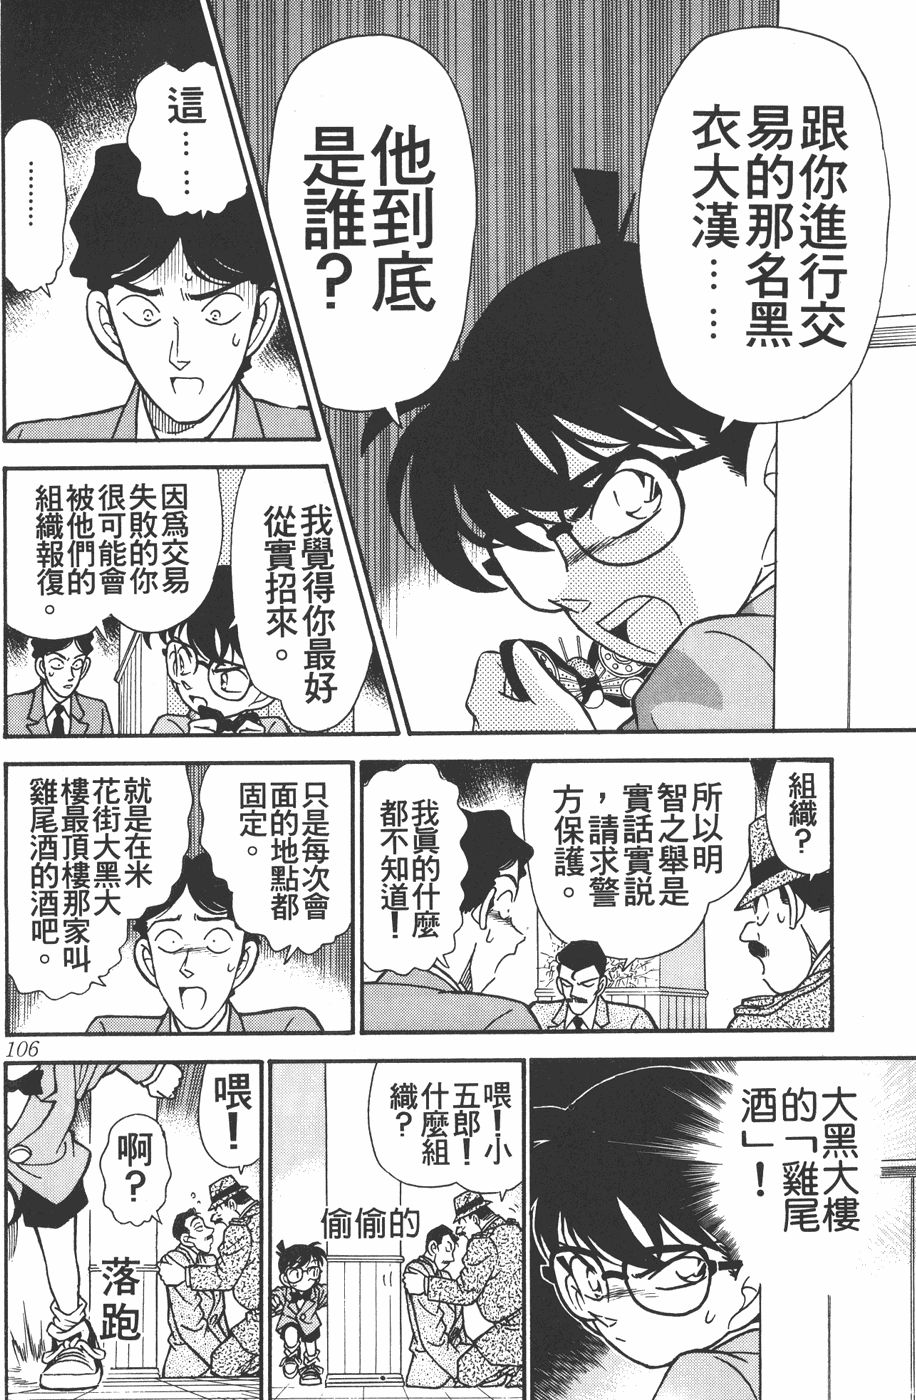 跟你進行交
易的那名黑
衣大漢……
他到底
是誰？
這……
………
我覺得你最好
從實招來。
因為交易
失敗的你
很可能會
被他們的
組織報復。
組織？
所以明
智之舉是
實話實說
，請求警
方保護。
我真的什麼
都不知道！
只是每次會
面的地點都
固定。
就是在米
花街大黑大
樓最頂樓那家叫
雞尾酒的酒吧。
大黑大樓
的「雞尾
酒」！
喂！小
五郎！
什麼組
織？
偷偷的
喂！
啊？
落跑
106